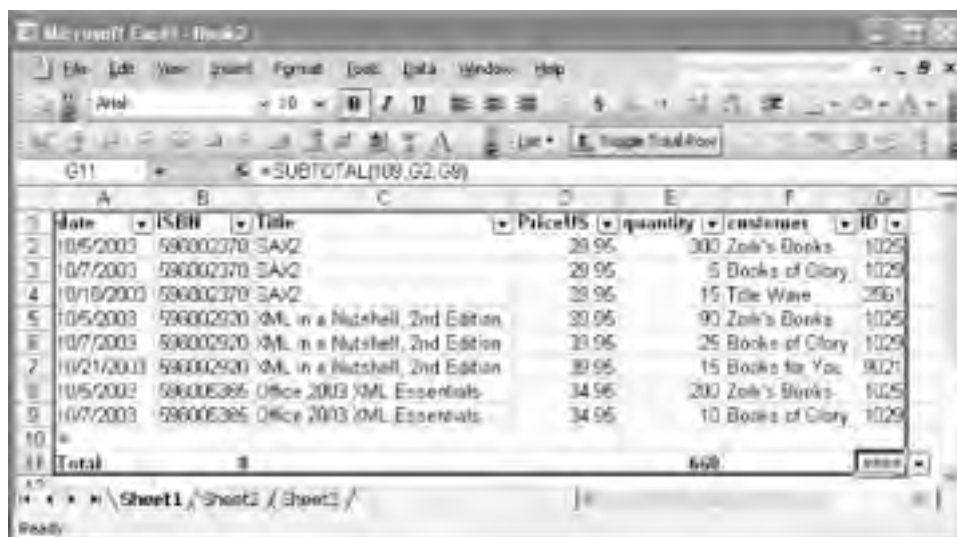 Microsoft Excel - Book2
File Edit View Insert Format Tools Data Window Help
Arial 10 B I U
List Toggle Total Row
G11 =SUBTOTAL(109,G2:G9)
A B C D E F G
1 date ISBN Title PriceUS quantity customer ID
2 10/5/2003 596002378 SAX2 29.95 300 Zork's Books 1025
3 10/7/2003 596002378 SAX2 29.95 5 Books of Glory 1029
4 10/18/2003 596002378 SAX2 29.95 15 Title Wave 2561
5 10/5/2003 596002920 XML in a Nutshell, 2nd Edition 39.95 90 Zork's Books 1025
6 10/7/2003 596002920 XML in a Nutshell, 2nd Edition 39.95 25 Books of Glory 1029
7 10/21/2003 596002920 XML in a Nutshell, 2nd Edition 39.95 15 Books for You 9021
8 10/5/2003 596005385 Office 2003 XML Essentials 34.95 200 Zork's Books 1025
9 10/7/2003 596005385 Office 2003 XML Essentials 34.95 10 Books of Glory 1029
10 *
11 Total 8 660 ####
Sheet1 Sheet2 Sheet3
Ready